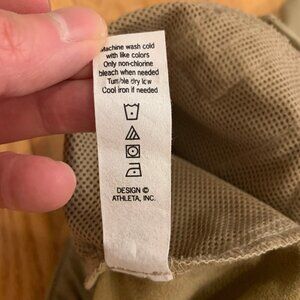 Machine wash cold
with like colors
Only non-chlorine
bleach when needed
Tumble dry low
Cool iron if needed
DESIGN ©
ATHLETA, INC.